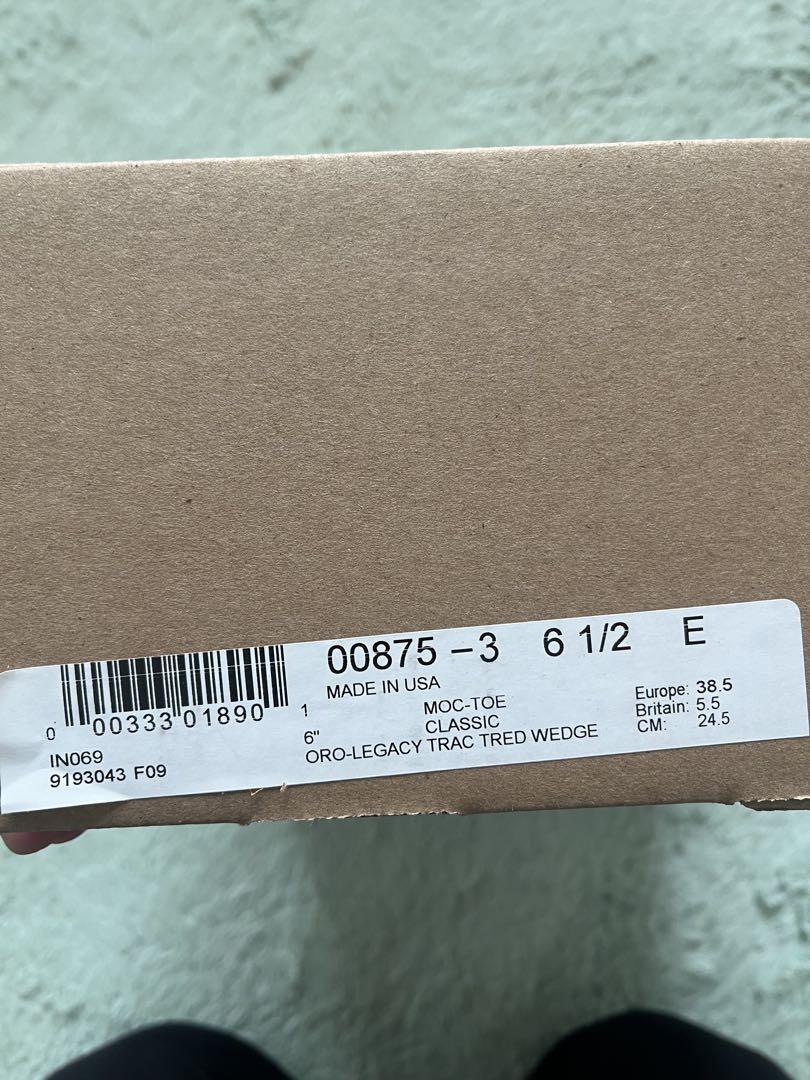 00875 – 3 6 1/2 E
MADE IN USA
0 00333 01890 1
6" MOC-TOE
CLASSIC
ORO-LEGACY TRAC TRED WEDGE
Europe: 38.5
Britain: 5.5
CM: 24.5
IN069
9193043 F09